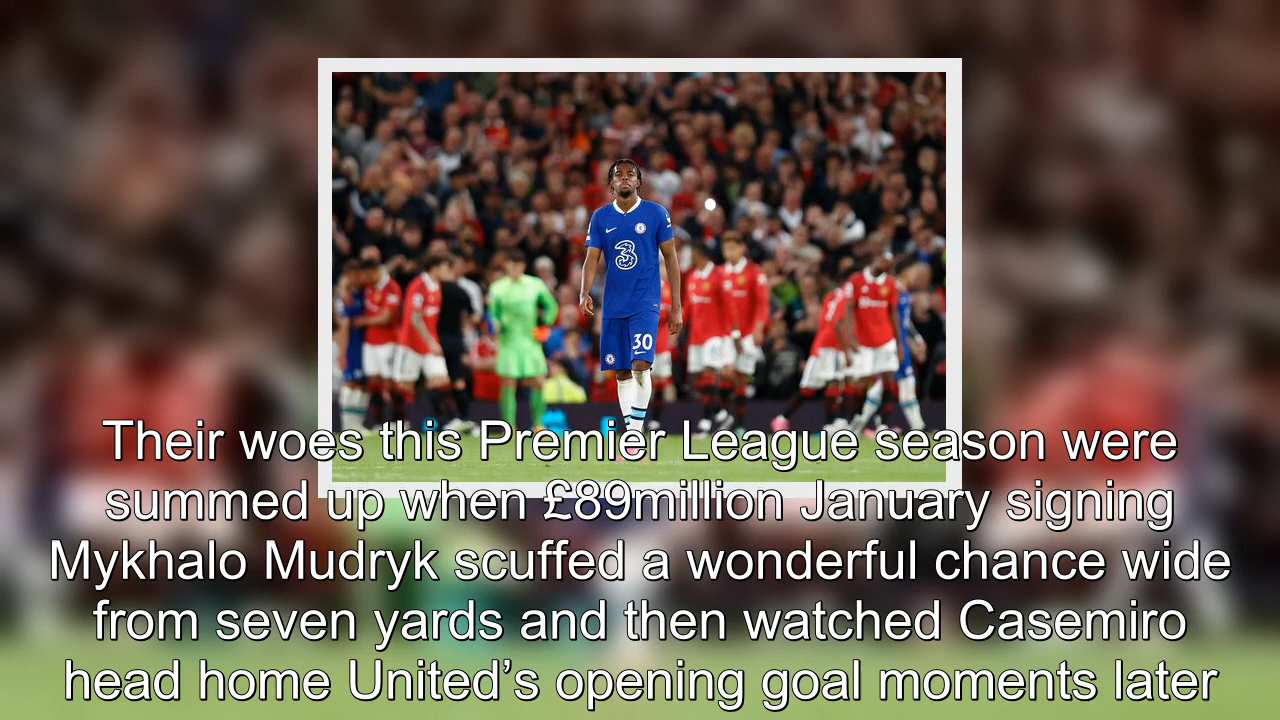 3
30
Their woes this Premier League season were
summed up when £89million January signing
Mykhalo Mudryk scuffed a wonderful chance wide
from seven yards and then watched Casemiro
head home United’s opening goal moments later